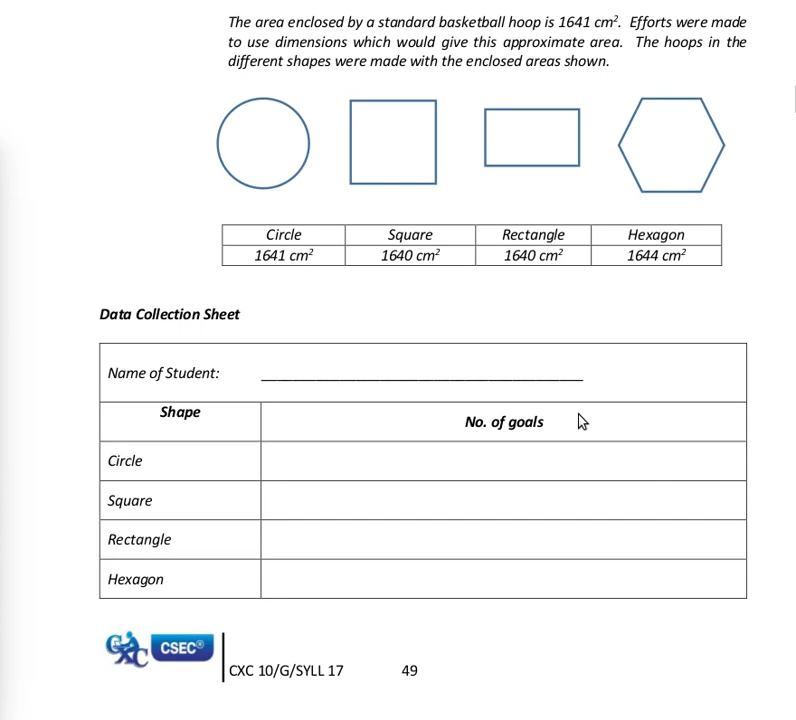 The area enclosed by a standard basketball hoop is 1641 cm². Efforts were made
to use dimensions which would give this approximate area. The hoops in the
different shapes were made with the enclosed areas shown.
Circle Square Rectangle Hexagon
1641 cm² 1640 cm² 1640 cm² 1644 cm²
Data Collection Sheet
Name of Student: ________________________________________
Shape No. of goals
Circle
Square
Rectangle
Hexagon
CXC CSEC®
CXC 10/G/SYLL 17 49